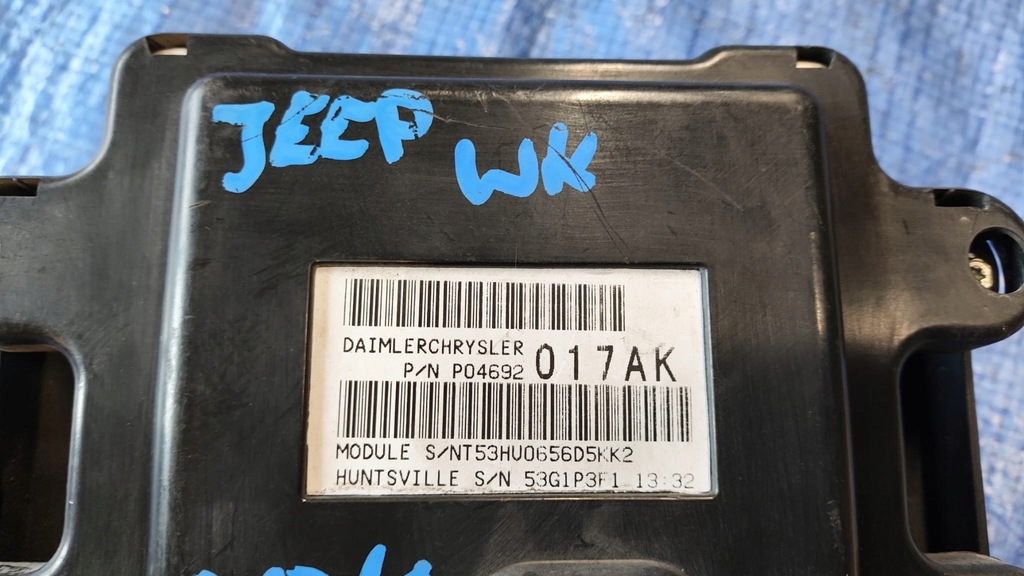 JEEP
WK
DAIMLERCHRYSLER
P/N P04692 017AK
MODULE S/NT53HU0656D5KK2
HUNTSVILLE S/N 53G1P3F1 13:32